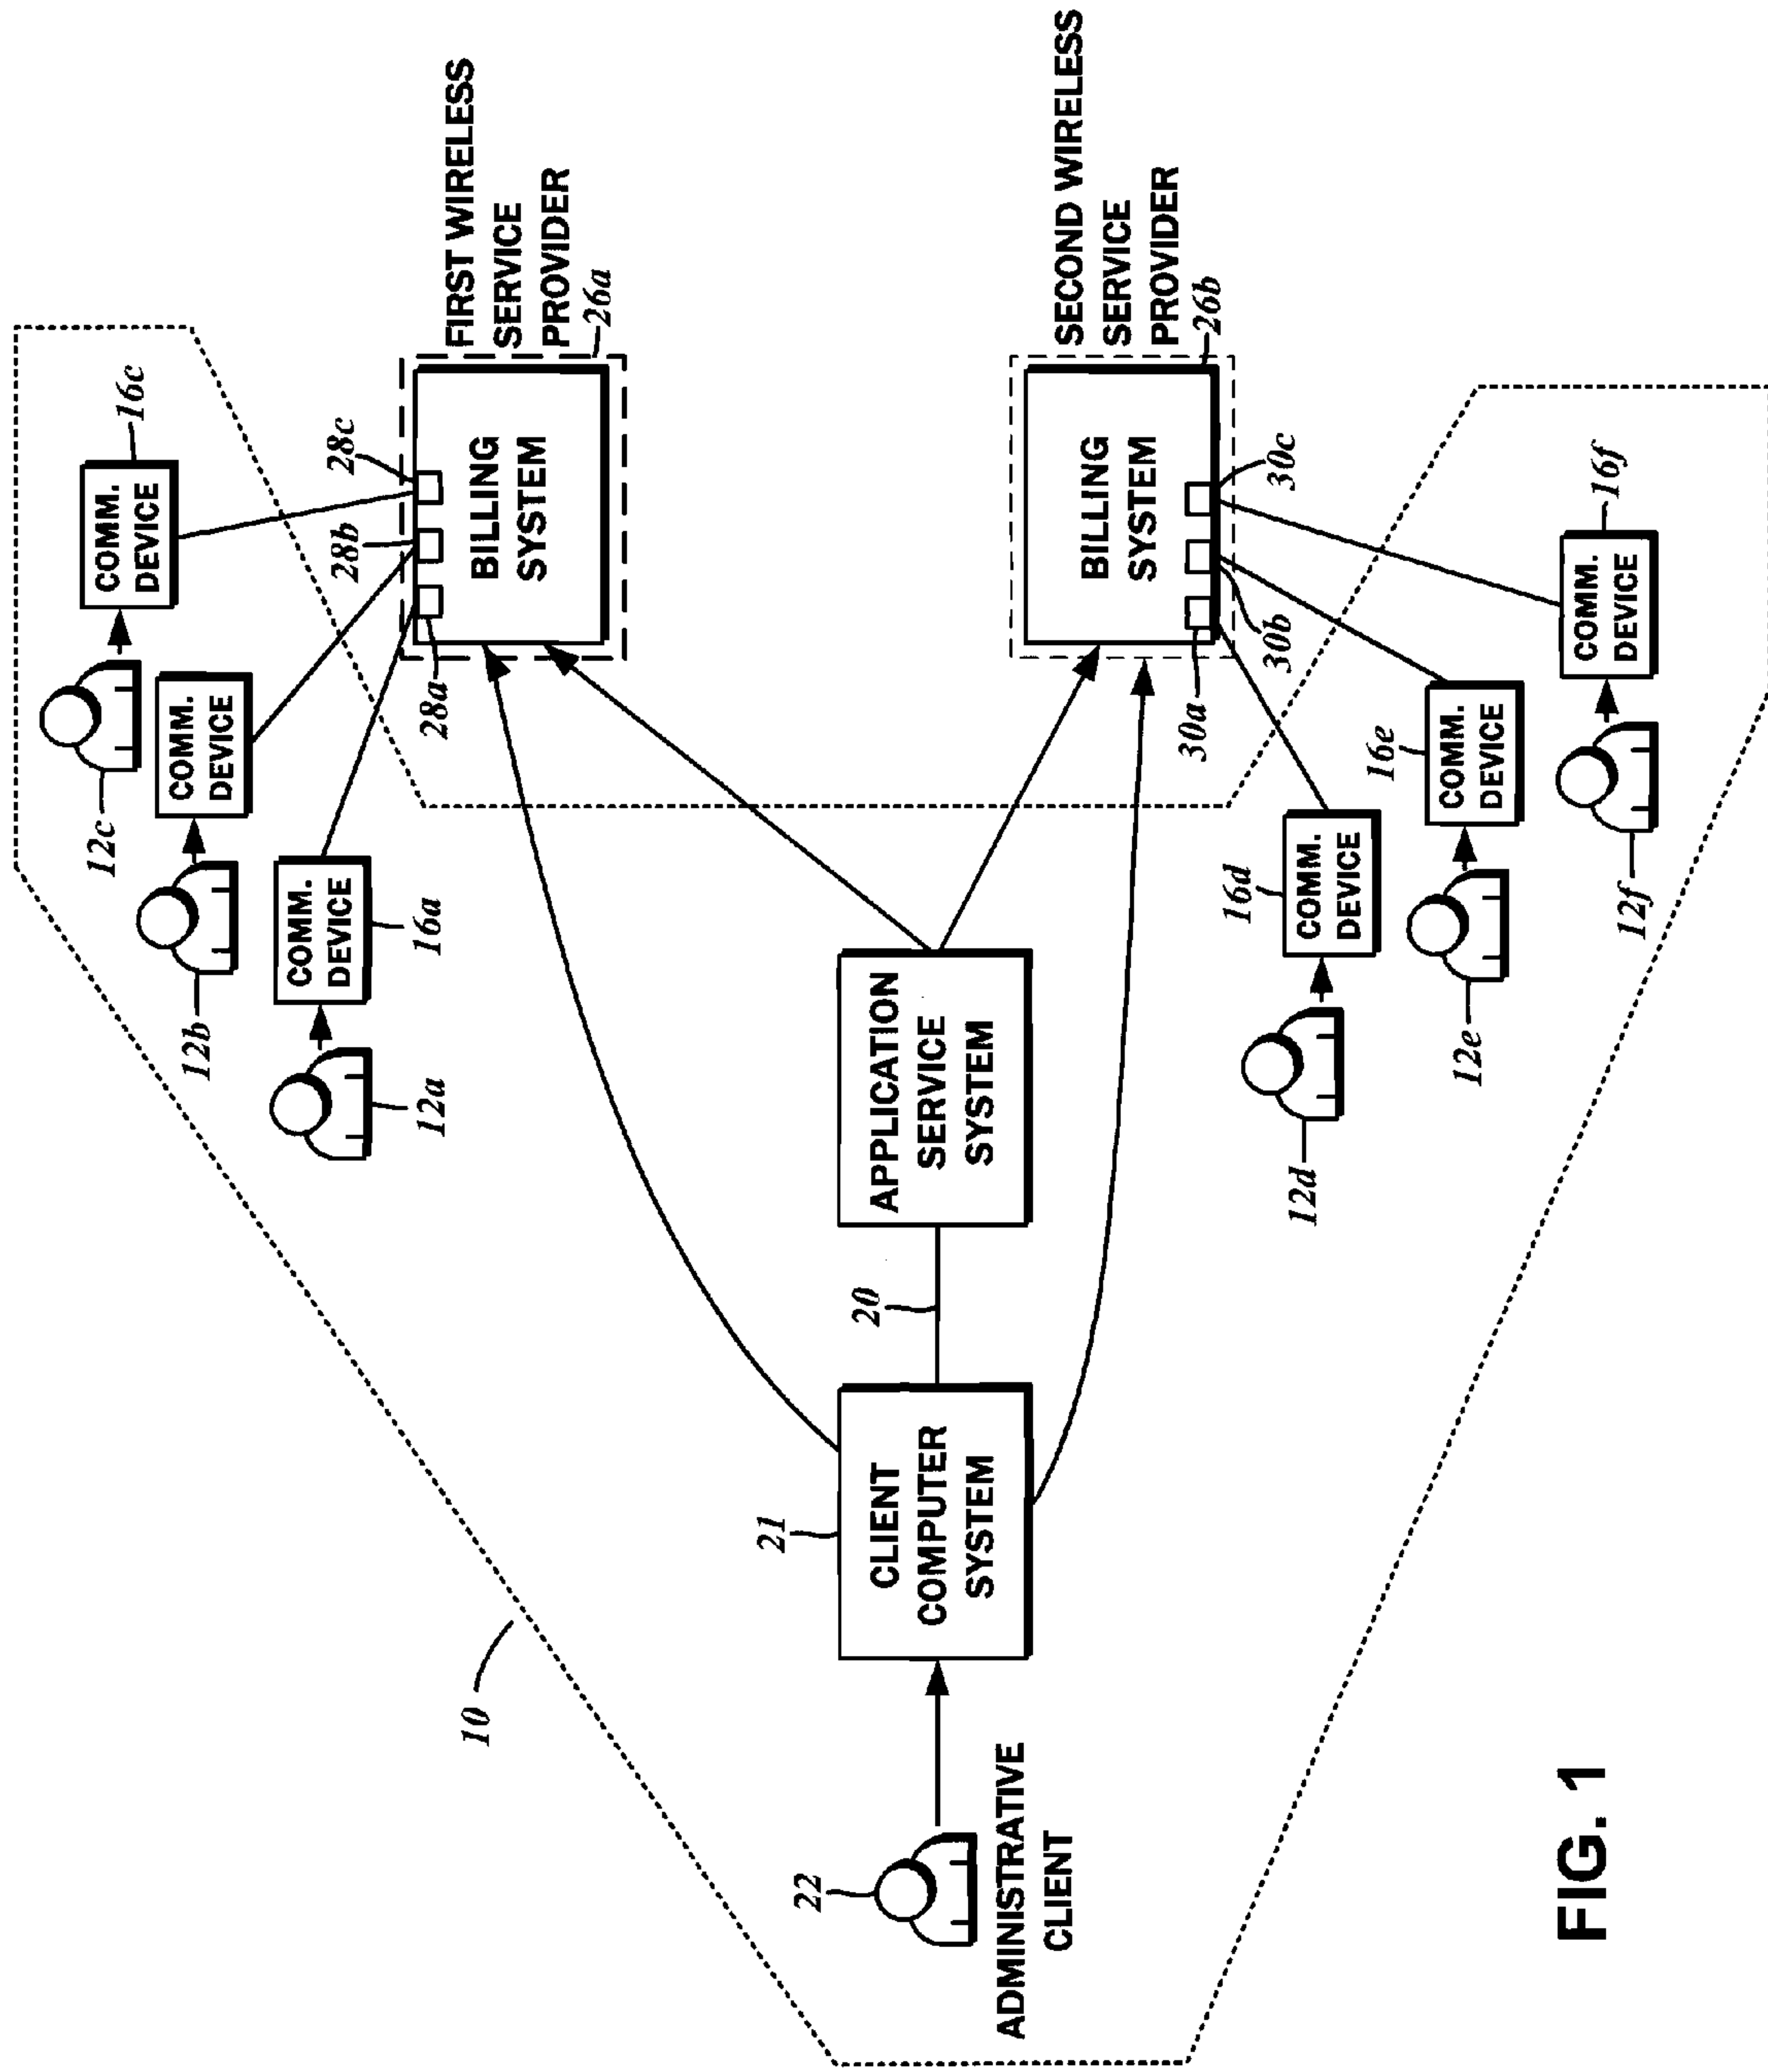 FIRST WIRELESS
SERVICE
PROVIDER
26a
SECOND WIRELESS
SERVICE
PROVIDER
26b
16c
COMM.
DEVICE
12c
28c
28b
28a
BILLING
SYSTEM
COMM.
DEVICE
12b
COMM.
DEVICE
16a
12a
BILLING
SYSTEM
30c
30b
30a
16f
COMM.
DEVICE
12f
16e
COMM.
DEVICE
12e
16d
COMM.
DEVICE
12d
APPLICATION
SERVICE
SYSTEM
20
21
CLIENT
COMPUTER
SYSTEM
10
22
ADMINISTRATIVE
CLIENT
FIG. 1